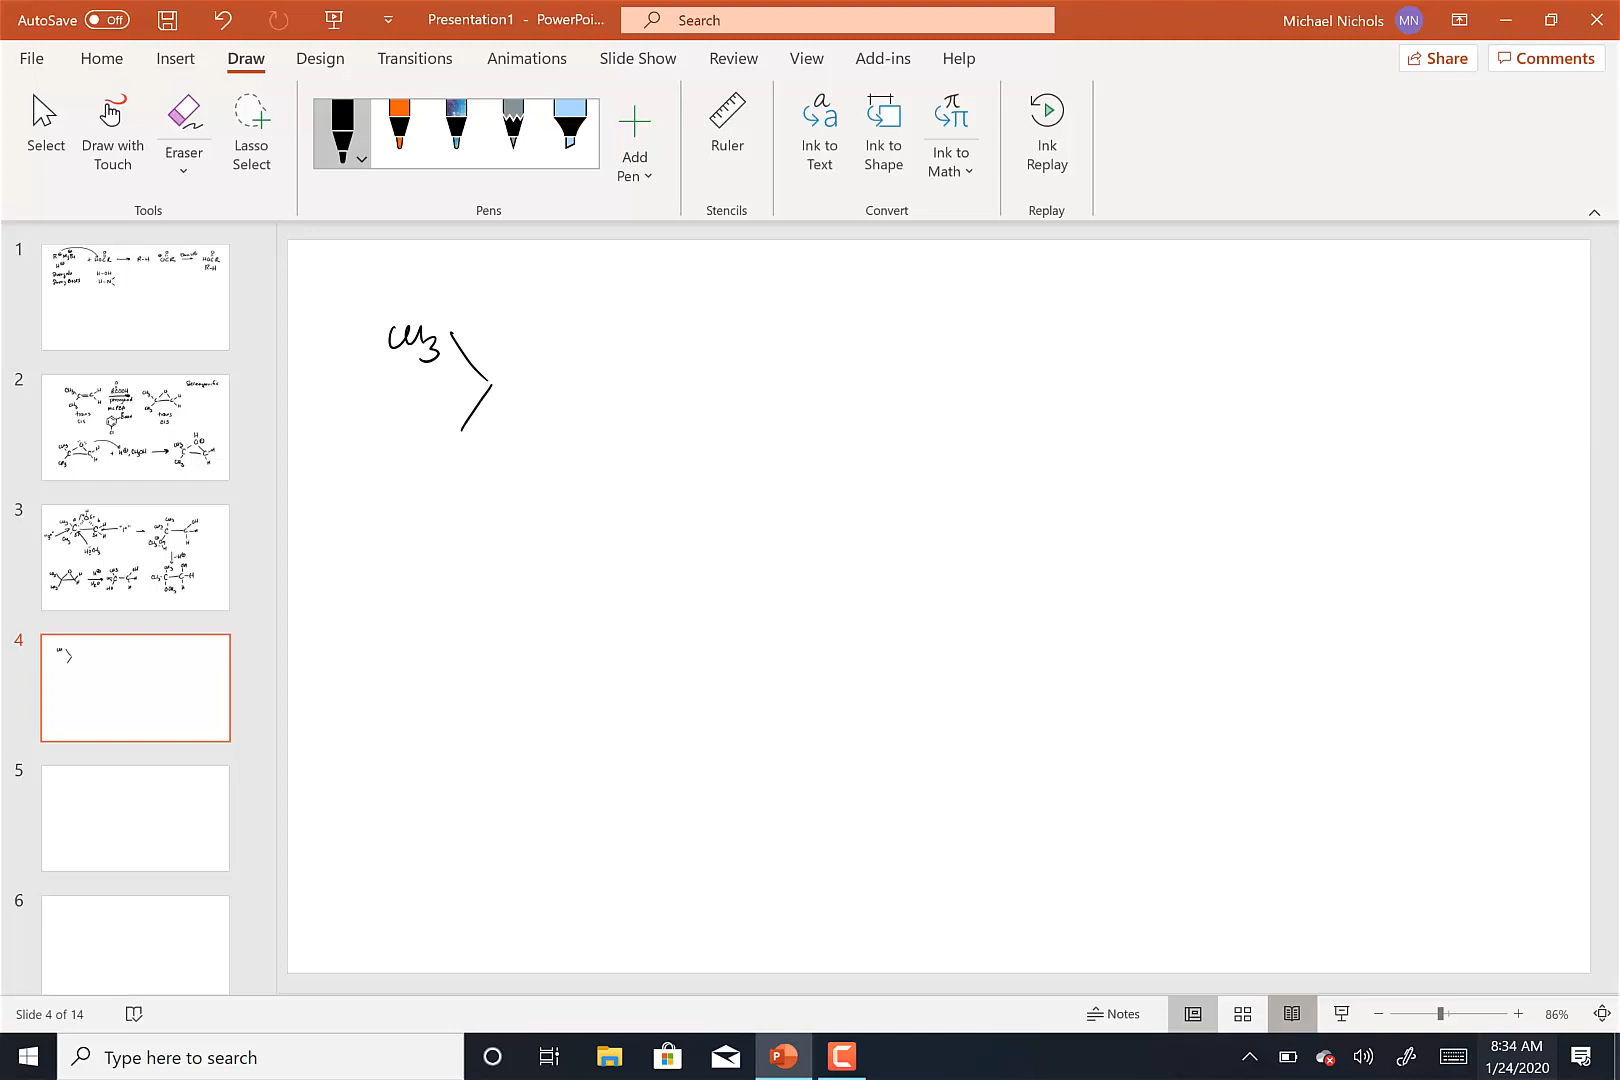 AutoSave Off Presentation1 - PowerPoi... Search Michael Nichols MN
File Home Insert Draw Design Transitions Animations Slide Show Review View Add-ins Help Share Comments
Select
Draw with Touch
Eraser
Lasso Select
Add Pen
Ruler
Ink to Text
Ink to Shape
Ink to Math
Ink Replay
Tools Pens Stencils Convert Replay
1
2
3
4
5
6
CH3
Slide 4 of 14 Notes 86%
Type here to search
8:34 AM
1/24/2020